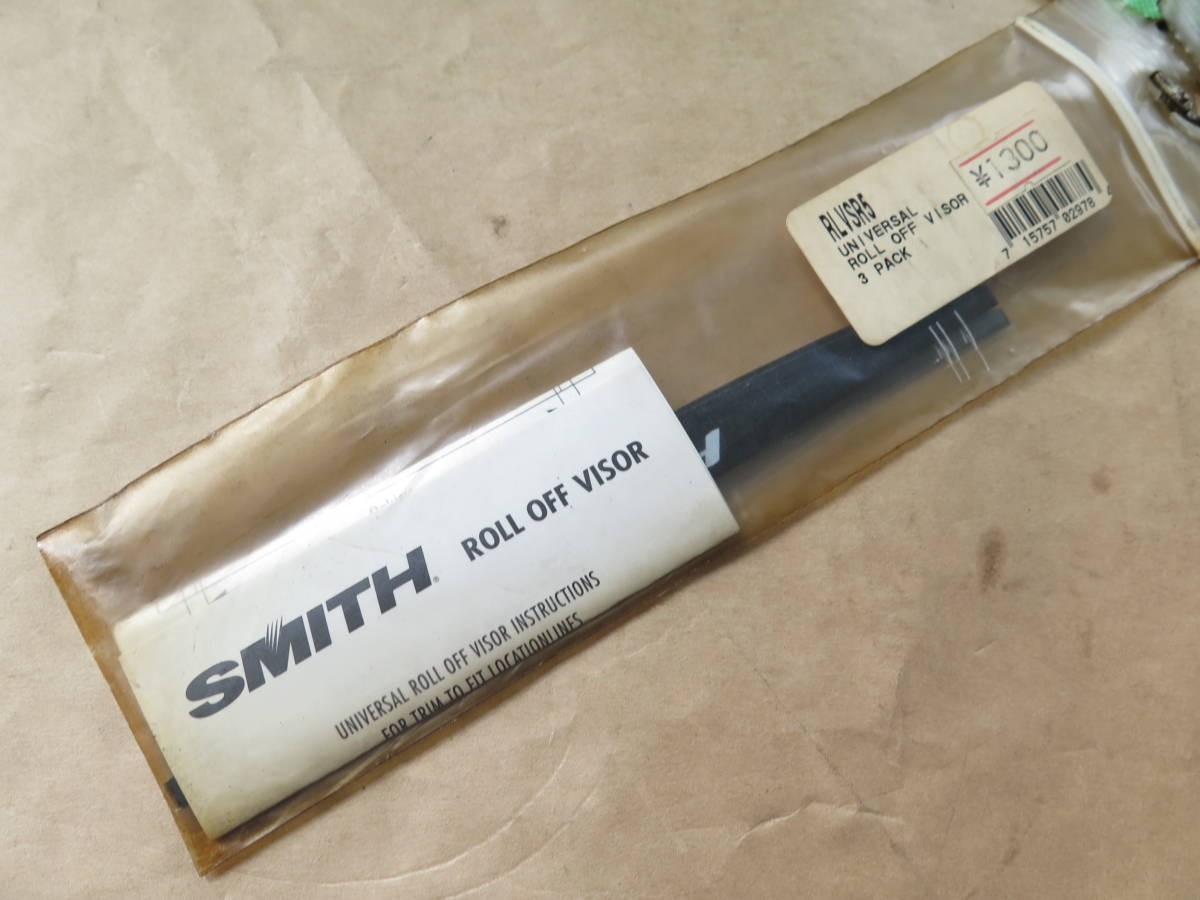 ¥1300
RLVSR5
UNIVERSAL
ROLL OFF VISOR
3 PACK
7 15757 02978
SMITH® ROLL OFF VISOR
UNIVERSAL ROLL OFF VISOR INSTRUCTIONS
FOR TRIM TO FIT LOCATIONLINES